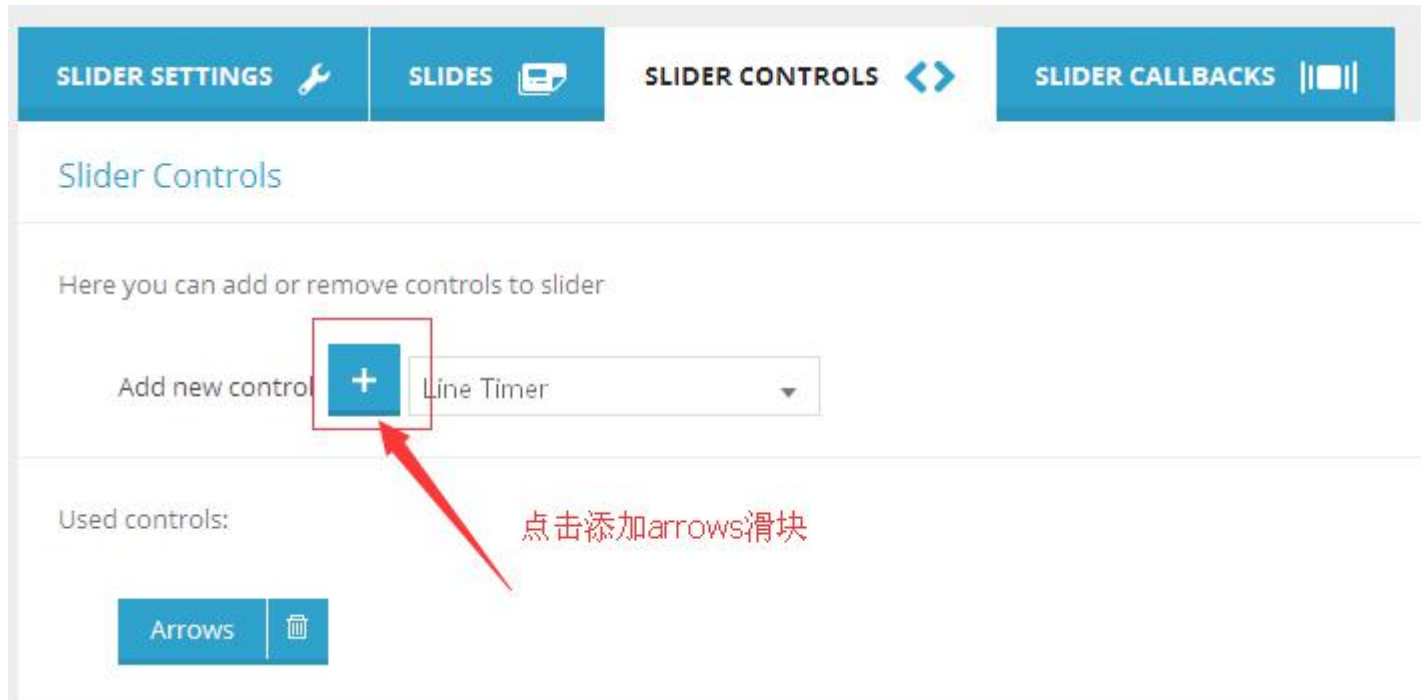 SLIDER SETTINGS SLIDES SLIDER CONTROLS SLIDER CALLBACKS
Slider Controls
Here you can add or remove controls to slider
Add new control + Line Timer
Used controls:
点击添加arrows滑块
Arrows